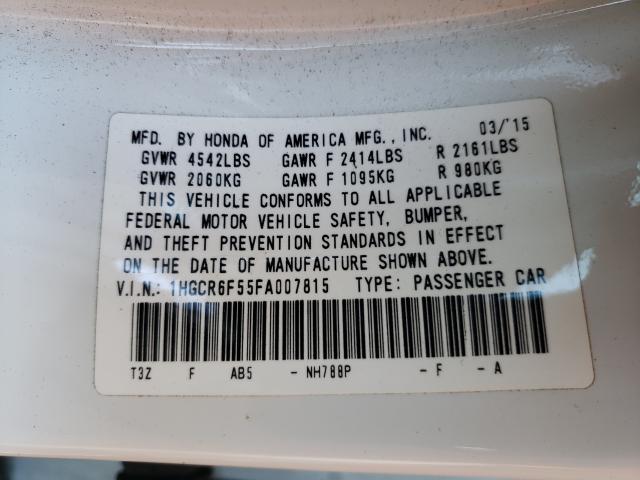 MFD. BY HONDA OF AMERICA MFG., INC. 03/'15
GVWR 4542LBS GAWR F 2414LBS R 2161LBS
GVWR 2060KG GAWR F 1095KG R 980KG
THIS VEHICLE CONFORMS TO ALL APPLICABLE
FEDERAL MOTOR VEHICLE SAFETY, BUMPER,
AND THEFT PREVENTION STANDARDS IN EFFECT
ON THE DATE OF MANUFACTURE SHOWN ABOVE.
V.I.N.: 1HGCR6F55FA007815 TYPE: PASSENGER CAR
T3Z F AB5 - NH788P - F - A